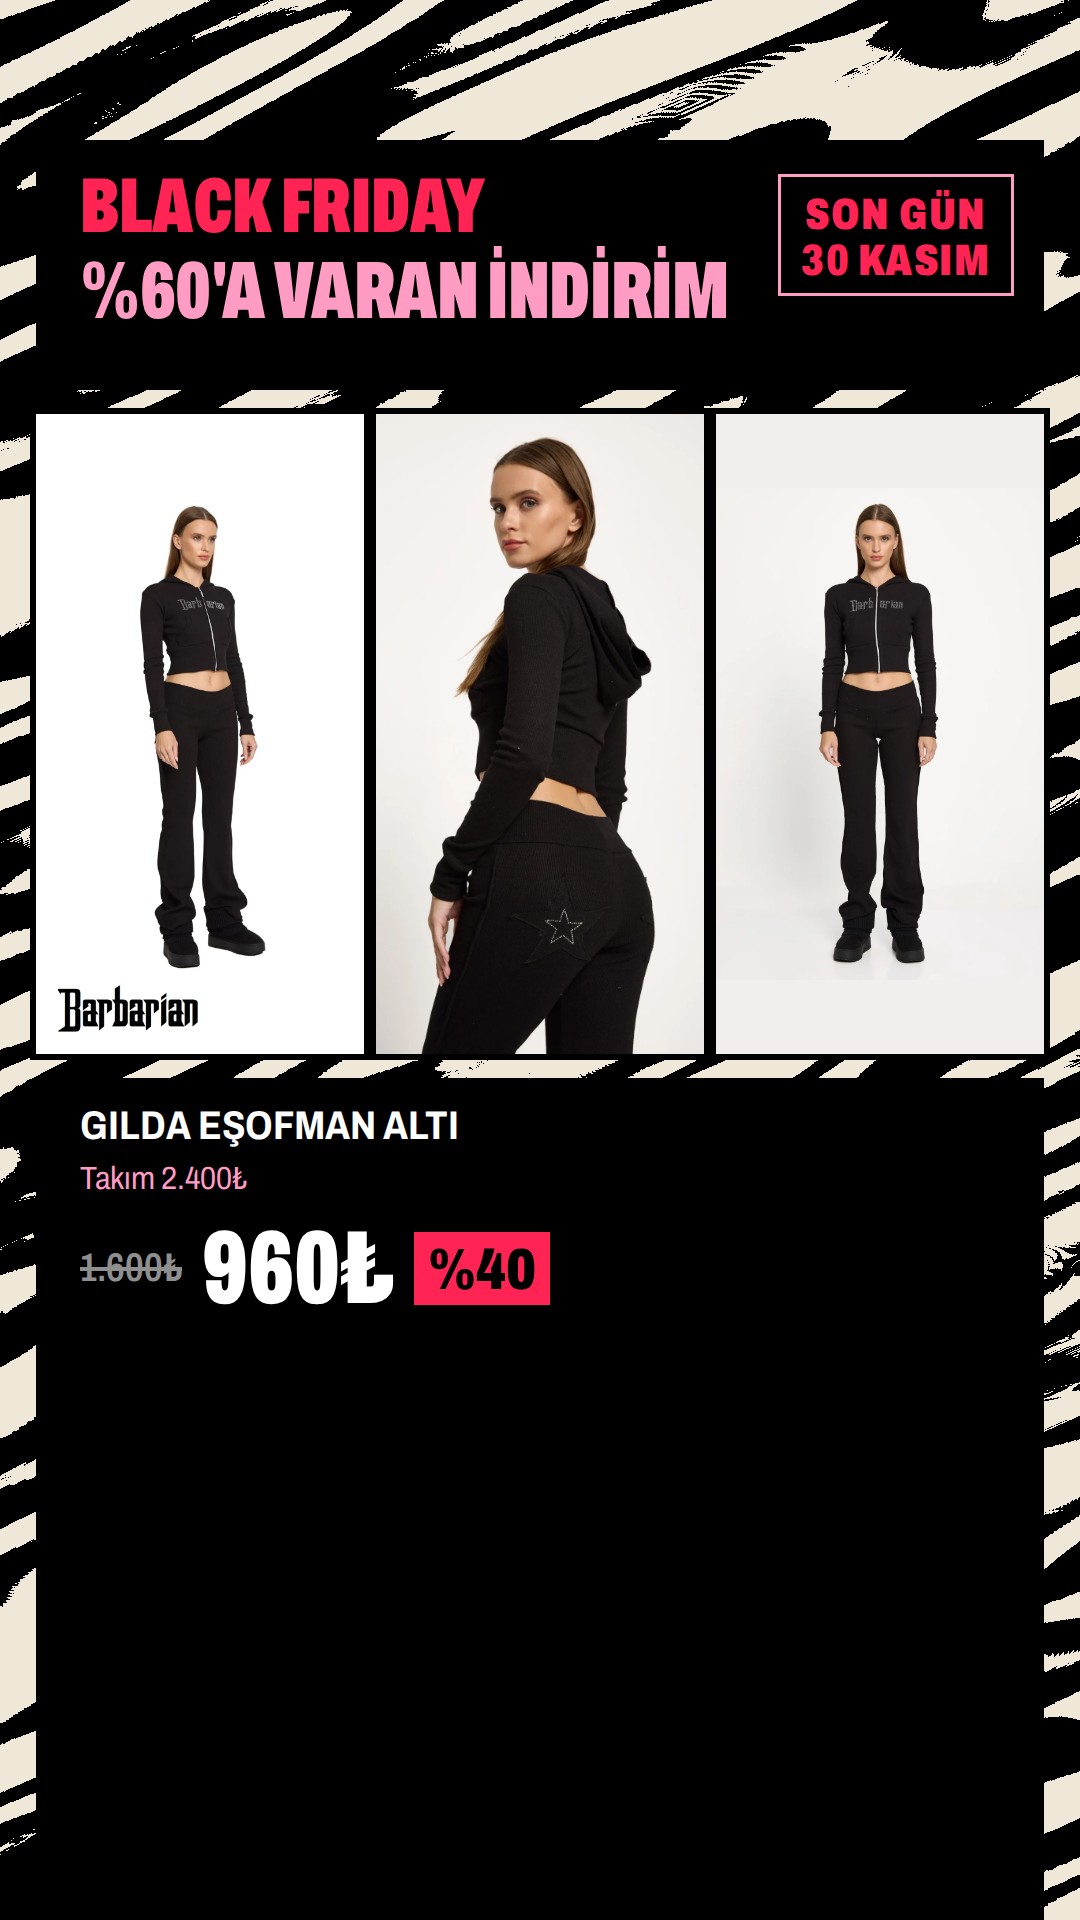 BLACK FRIDAY
%60'A VARAN İNDİRİM
SON GÜN
30 KASIM
Barbarian
Barbarian
Barbarian
GILDA EŞOFMAN ALTI
Takım 2.400₺
1.600₺ 960₺ %40